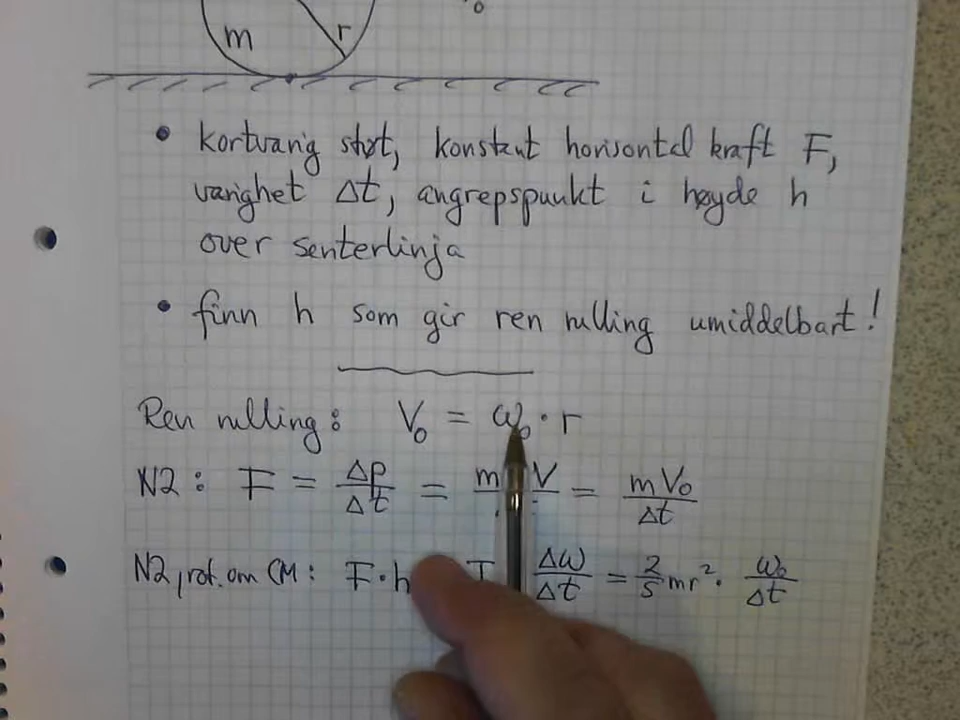 m r
o
• kortvarig støt, konstant horisontal kraft F,
varighet Δt, angrepspunkt i høyde h
over senterlinja
• finn h som gir ren rulling umiddelbart!
Ren rulling: V₀ = ω₀ · r
N2: F = Δp/Δt = m V = mV₀/Δt
N2, rot. om CM: F·h I Δω/Δt = 2/5 mr² · ω₀/Δt